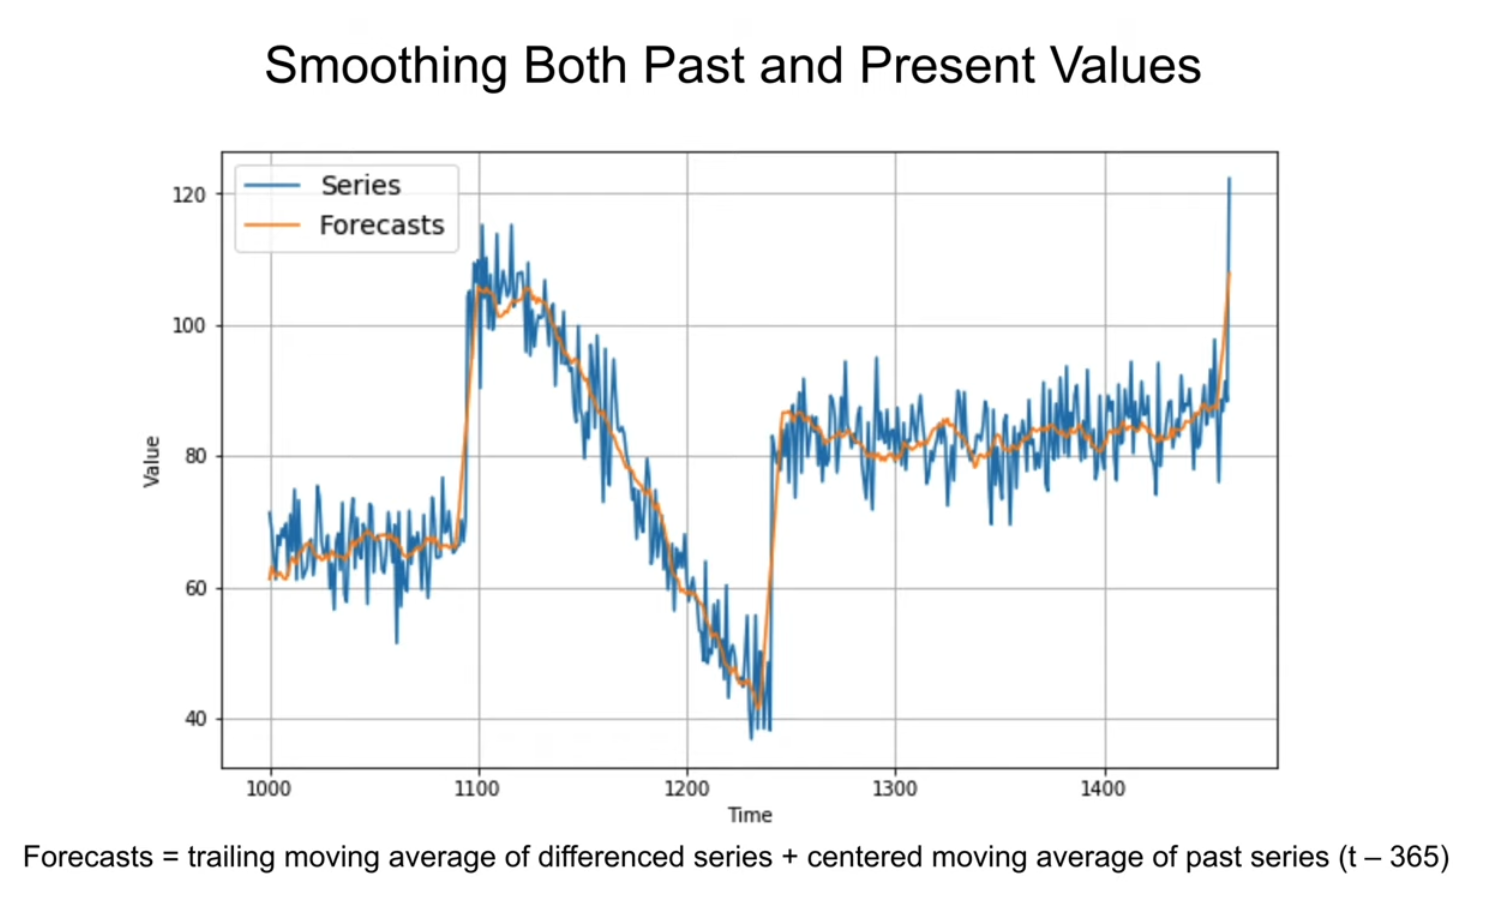 Smoothing Both Past and Present Values
Series
Forecasts
120
100
80
60
40
Value
1000 1100 1200 1300 1400
Time
Forecasts = trailing moving average of differenced series + centered moving average of past series (t – 365)